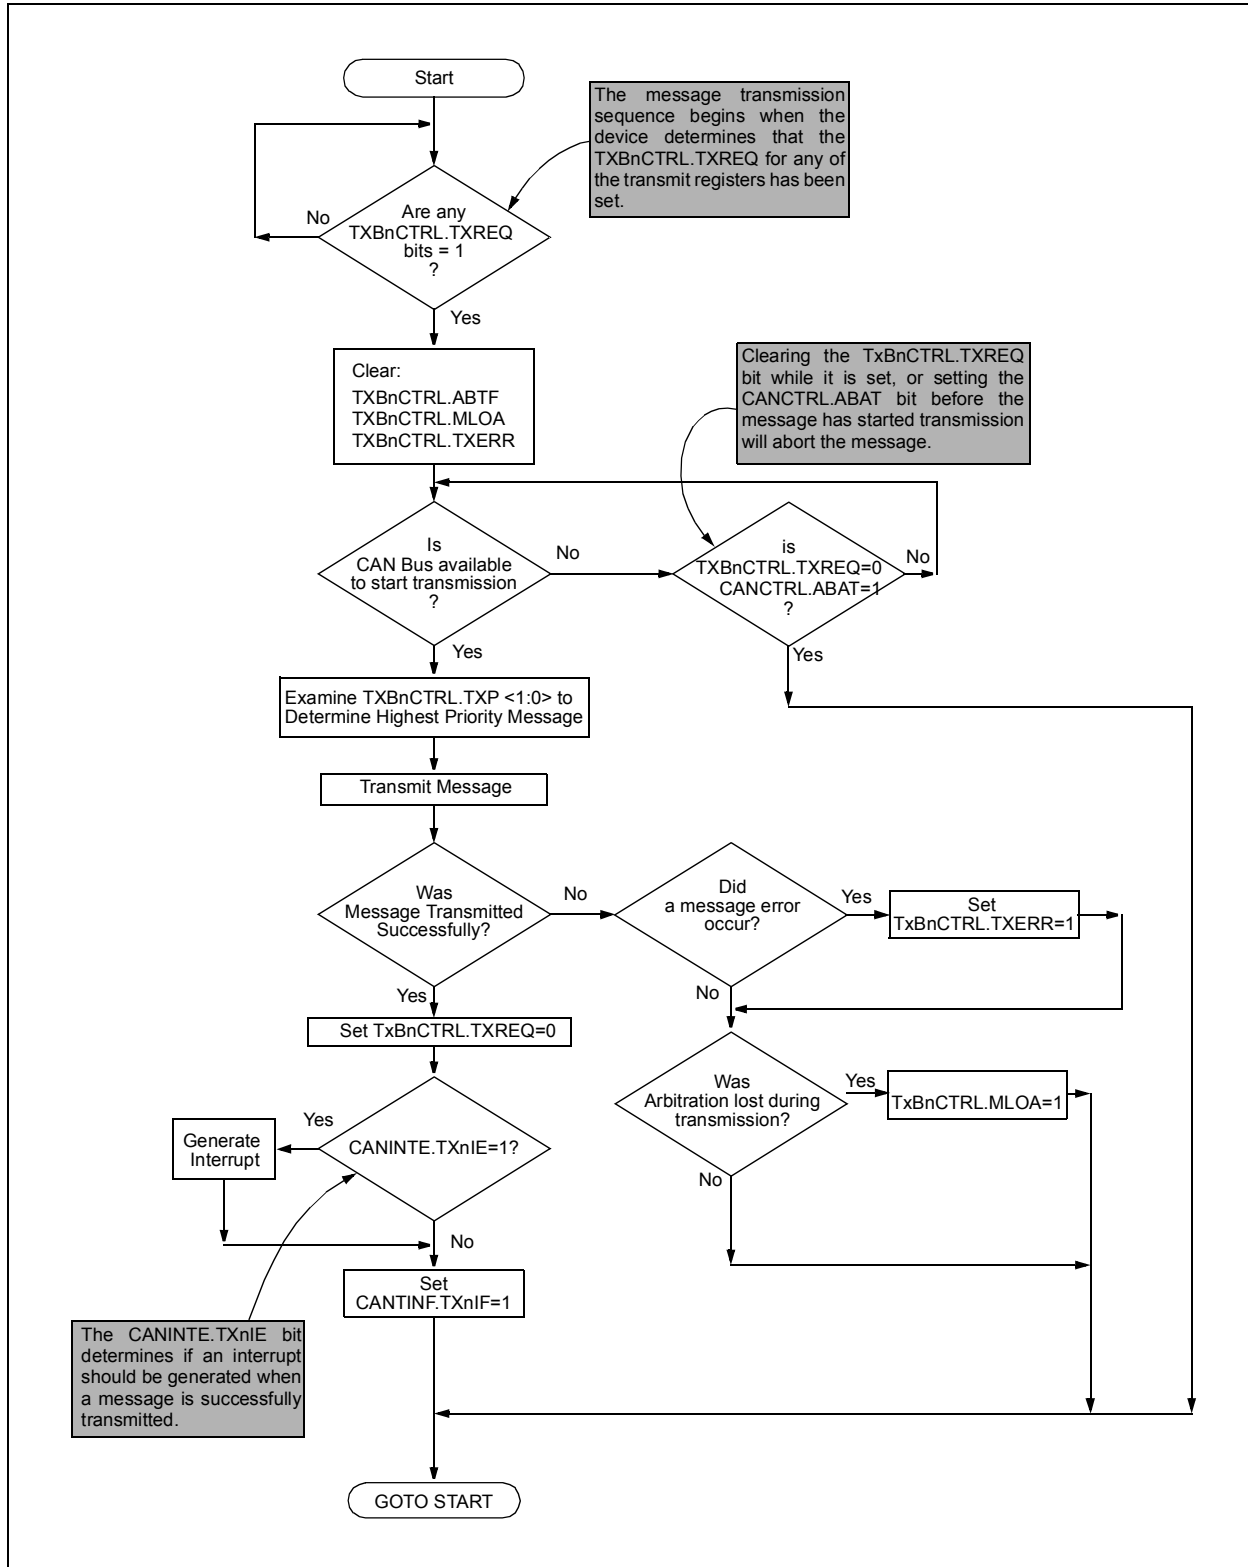 Start
The message transmission
sequence begins when the
device determines that the
TXBnCTRL.TXREQ for any of
the transmit registers has been
set.
No
Are any
TXBnCTRL.TXREQ
bits = 1
?
Yes
Clear:
TXBnCTRL.ABTF
TXBnCTRL.MLOA
TXBnCTRL.TXERR
Clearing the TxBnCTRL.TXREQ
bit while it is set, or setting the
CANCTRL.ABAT bit before the
message has started transmission
will abort the message.
Is
CAN Bus available
to start transmission
?
No
is
TXBnCTRL.TXREQ=0
CANCTRL.ABAT=1
?
No
Yes
Yes
Examine TXBnCTRL.TXP <1:0> to
Determine Highest Priority Message
Transmit Message
Was
Message Transmitted
Successfully?
No
Did
a message error
occur?
Yes
Set
TxBnCTRL.TXERR=1
Yes
No
Set TxBnCTRL.TXREQ=0
Was
Arbitration lost during
transmission?
Yes
TxBnCTRL.MLOA=1
No
Yes
Generate
Interrupt
CANINTE.TXnIE=1?
No
Set
CANTINF.TXnIF=1
The CANINTE.TXnIE bit
determines if an interrupt
should be generated when
a message is successfully
transmitted.
GOTO START